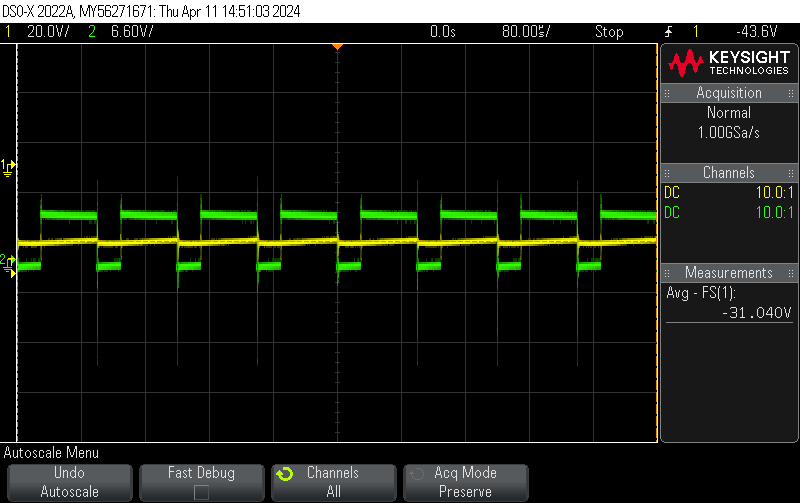 DSO-X 2022A, MY56271671: Thu Apr 11 14:51:03 2024
1 20.0V/ 2 6.60V/ 0.0s 80.00㎲/ Stop 1 -43.6V
KEYSIGHT
TECHNOLOGIES
Acquisition
Normal
1.00GSa/s
Channels
DC 10.0:1
DC 10.0:1
Measurements
Avg - FS(1):
-31.040V
1
2
Autoscale Menu
Undo
Autoscale
Fast Debug
Channels
All
Acq Mode
Preserve